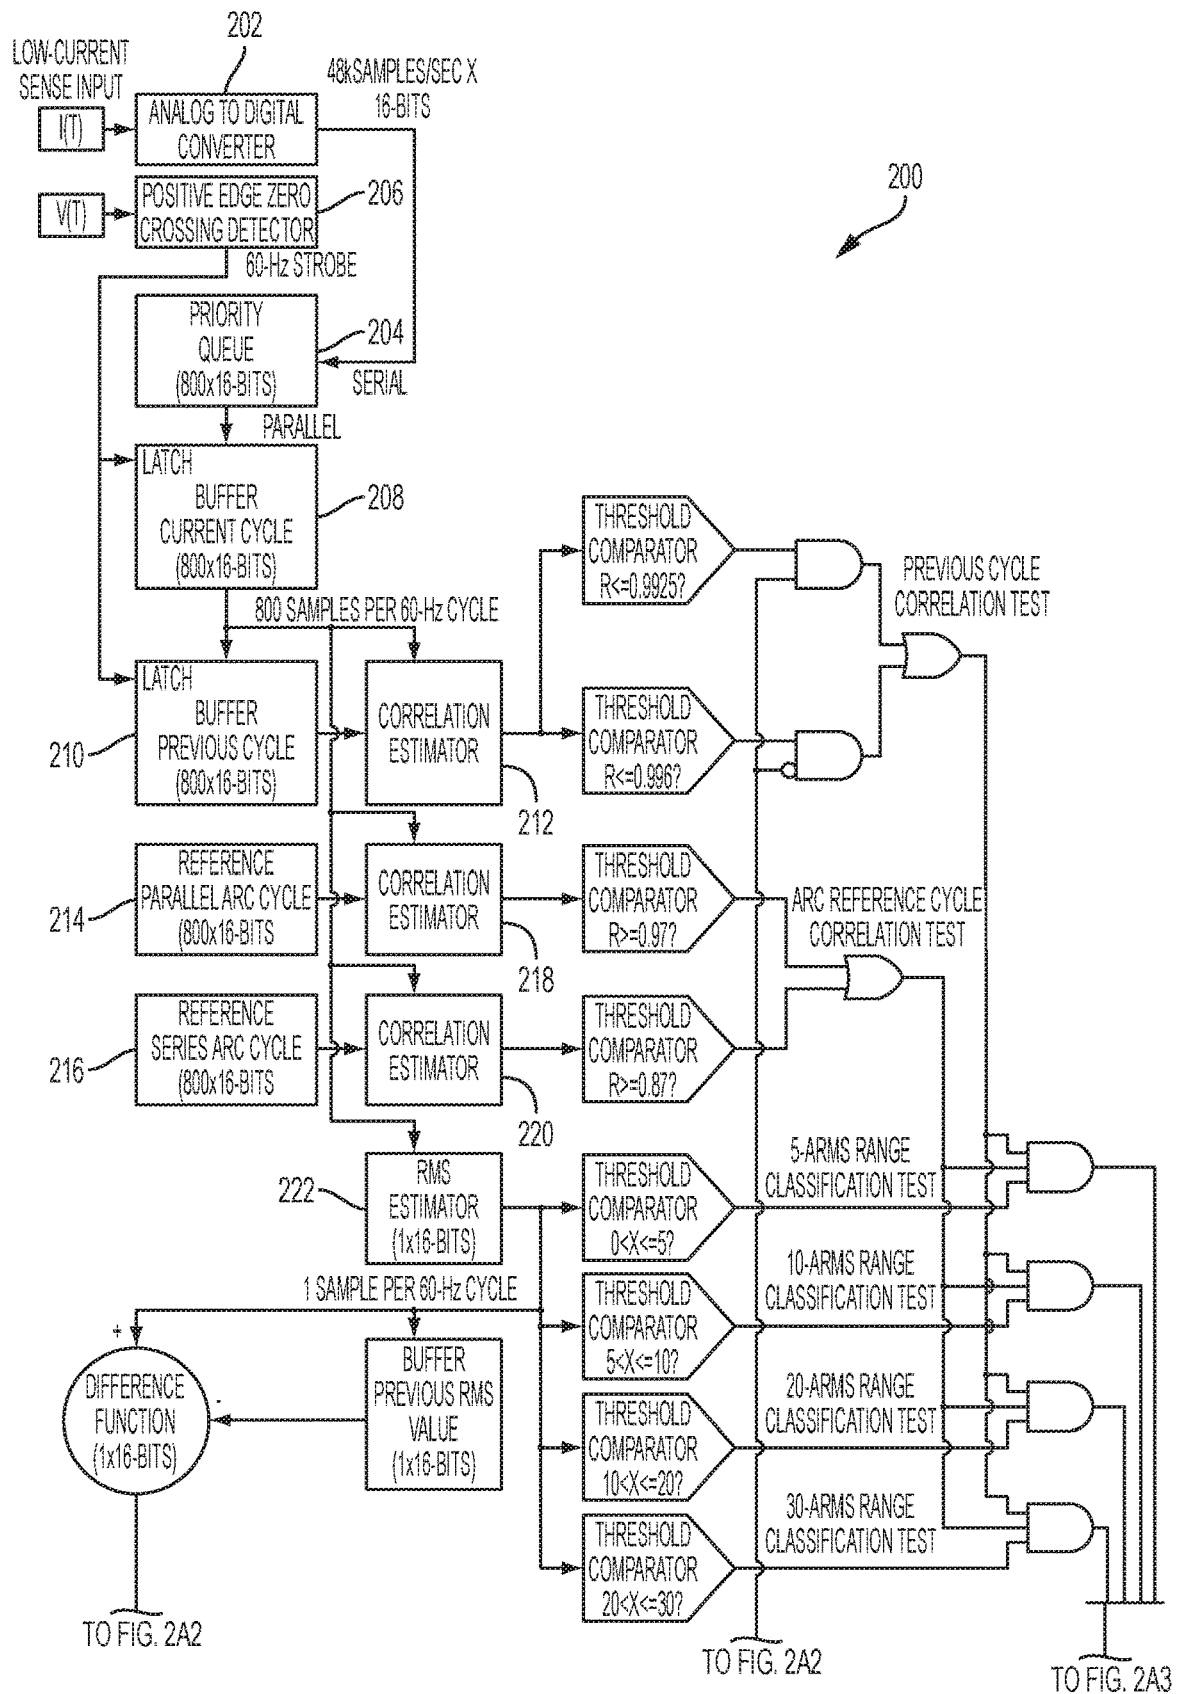 202
LOW-CURRENT
SENSE INPUT
48kSAMPLES/SEC X
16-BITS
I(T)
ANALOG TO DIGITAL
CONVERTER
V(T)
POSITIVE EDGE ZERO
CROSSING DETECTOR
206
200
60-Hz STROBE
PRIORITY
QUEUE
(800x16-BITS)
204
SERIAL
PARALLEL
LATCH
BUFFER
CURRENT CYCLE
(800x16-BITS)
208
THRESHOLD
COMPARATOR
R<=0.9925?
PREVIOUS CYCLE
CORRELATION TEST
800 SAMPLES PER 60-Hz CYCLE
LATCH
BUFFER
PREVIOUS CYCLE
(800x16-BITS)
210
CORRELATION
ESTIMATOR
212
THRESHOLD
COMPARATOR
R<=0.996?
REFERENCE
PARALLEL ARC CYCLE
(800x16-BITS
214
CORRELATION
ESTIMATOR
218
THRESHOLD
COMPARATOR
R>=0.97?
ARC REFERENCE CYCLE
CORRELATION TEST
REFERENCE
SERIES ARC CYCLE
(800x16-BITS
216
CORRELATION
ESTIMATOR
220
THRESHOLD
COMPARATOR
R>=0.87?
222
RMS
ESTIMATOR
(1x16-BITS)
THRESHOLD
COMPARATOR
0<X<=5?
5-ARMS RANGE
CLASSIFICATION TEST
1 SAMPLE PER 60-Hz CYCLE
THRESHOLD
COMPARATOR
5<X<=10?
10-ARMS RANGE
CLASSIFICATION TEST
+
DIFFERENCE
FUNCTION
(1x16-BITS)
-
BUFFER
PREVIOUS RMS
VALUE
(1x16-BITS)
THRESHOLD
COMPARATOR
10<X<=20?
20-ARMS RANGE
CLASSIFICATION TEST
THRESHOLD
COMPARATOR
20<X<=30?
30-ARMS RANGE
CLASSIFICATION TEST
TO FIG. 2A2
TO FIG. 2A2
TO FIG. 2A3